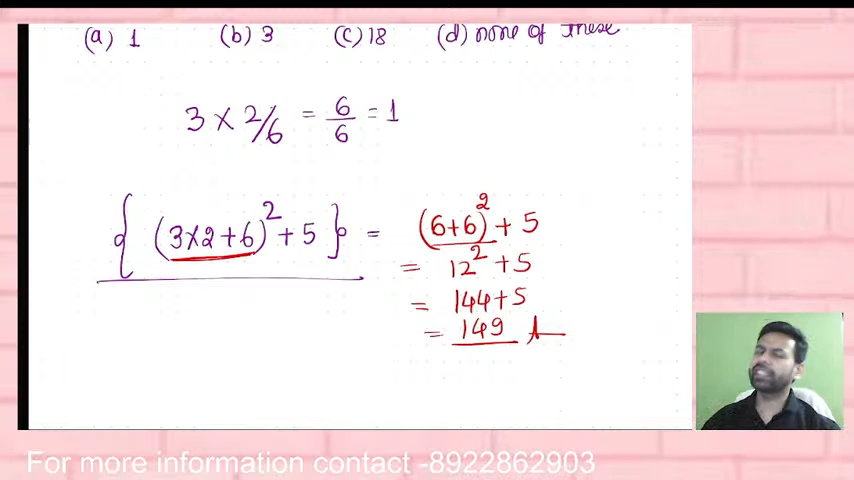 (a) 1 (b) 3 (c) 18 (d) none of these
3 × 2/6 = 6/6 = 1
{ (3×2+6)² + 5 } = (6+6)² + 5
= 12² + 5
= 144 + 5
= 149 A
For more information contact -8922862903